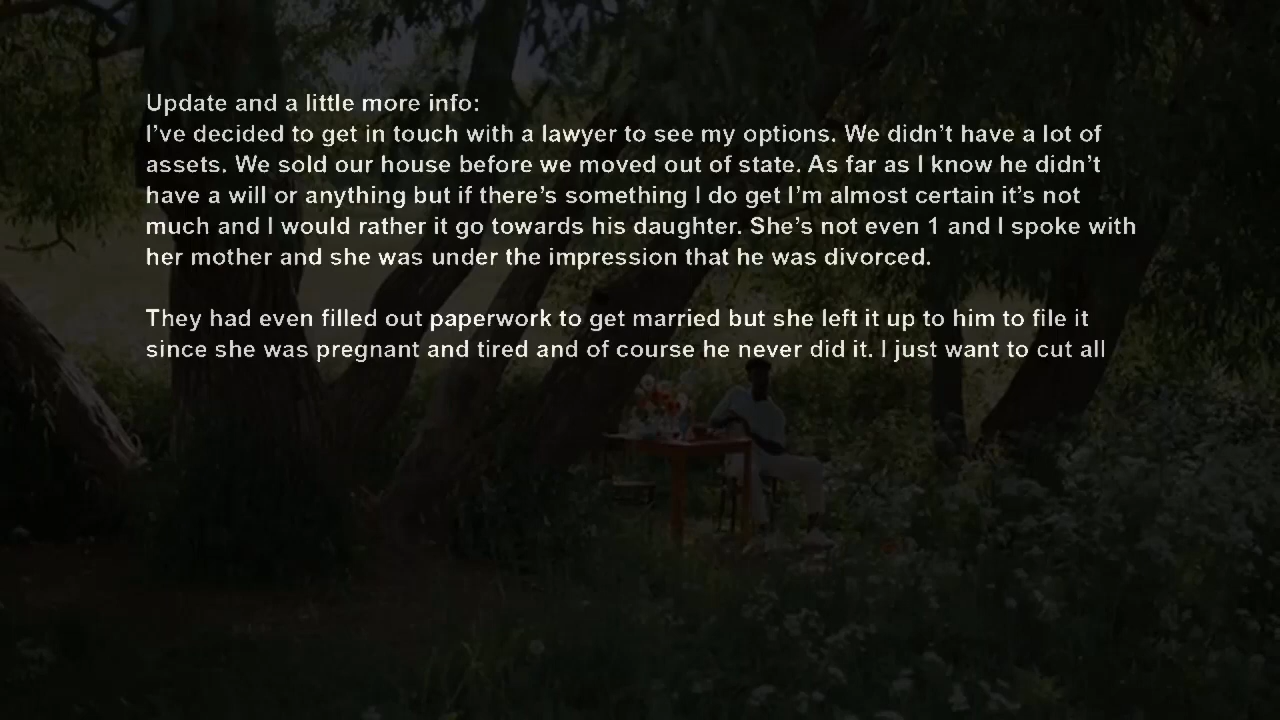 Update and a little more info:
I’ve decided to get in touch with a lawyer to see my options. We didn’t have a lot of
assets. We sold our house before we moved out of state. As far as I know he didn’t
have a will or anything but if there’s something I do get I’m almost certain it’s not
much and I would rather it go towards his daughter. She’s not even 1 and I spoke with
her mother and she was under the impression that he was divorced.
They had even filled out paperwork to get married but she left it up to him to file it
since she was pregnant and tired and of course he never did it. I just want to cut all